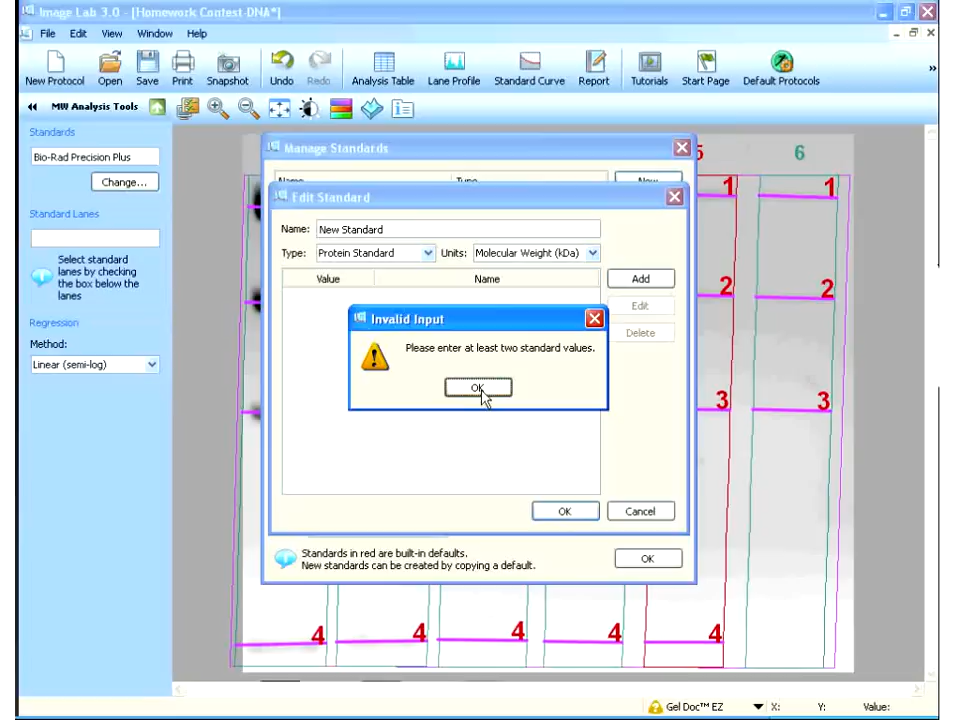 Image Lab 3.0 - [Homework Contest-DNA*]
File Edit View Window Help
New Protocol Open Save Print Snapshot Undo Redo Analysis Table Lane Profile Standard Curve Report Tutorials Start Page Default Protocols
MW Analysis Tools
Standards
Bio-Rad Precision Plus
Change...
Standard Lanes
Select standard
lanes by checking
the box below the
lanes
Regression
Method:
Linear (semi-log)
Manage Standards
Name Type New
Edit Standard
Name: New Standard
Type: Protein Standard Units: Molecular Weight (kDa)
Value Name Add
Edit
Delete
Invalid Input
Please enter at least two standard values.
OK
OK Cancel
Standards in red are built-in defaults.
New standards can be created by copying a default.
OK
5 6
1 1
2 2
3 3
4 4 4 4 4
Gel Doc™ EZ X: Y: Value: